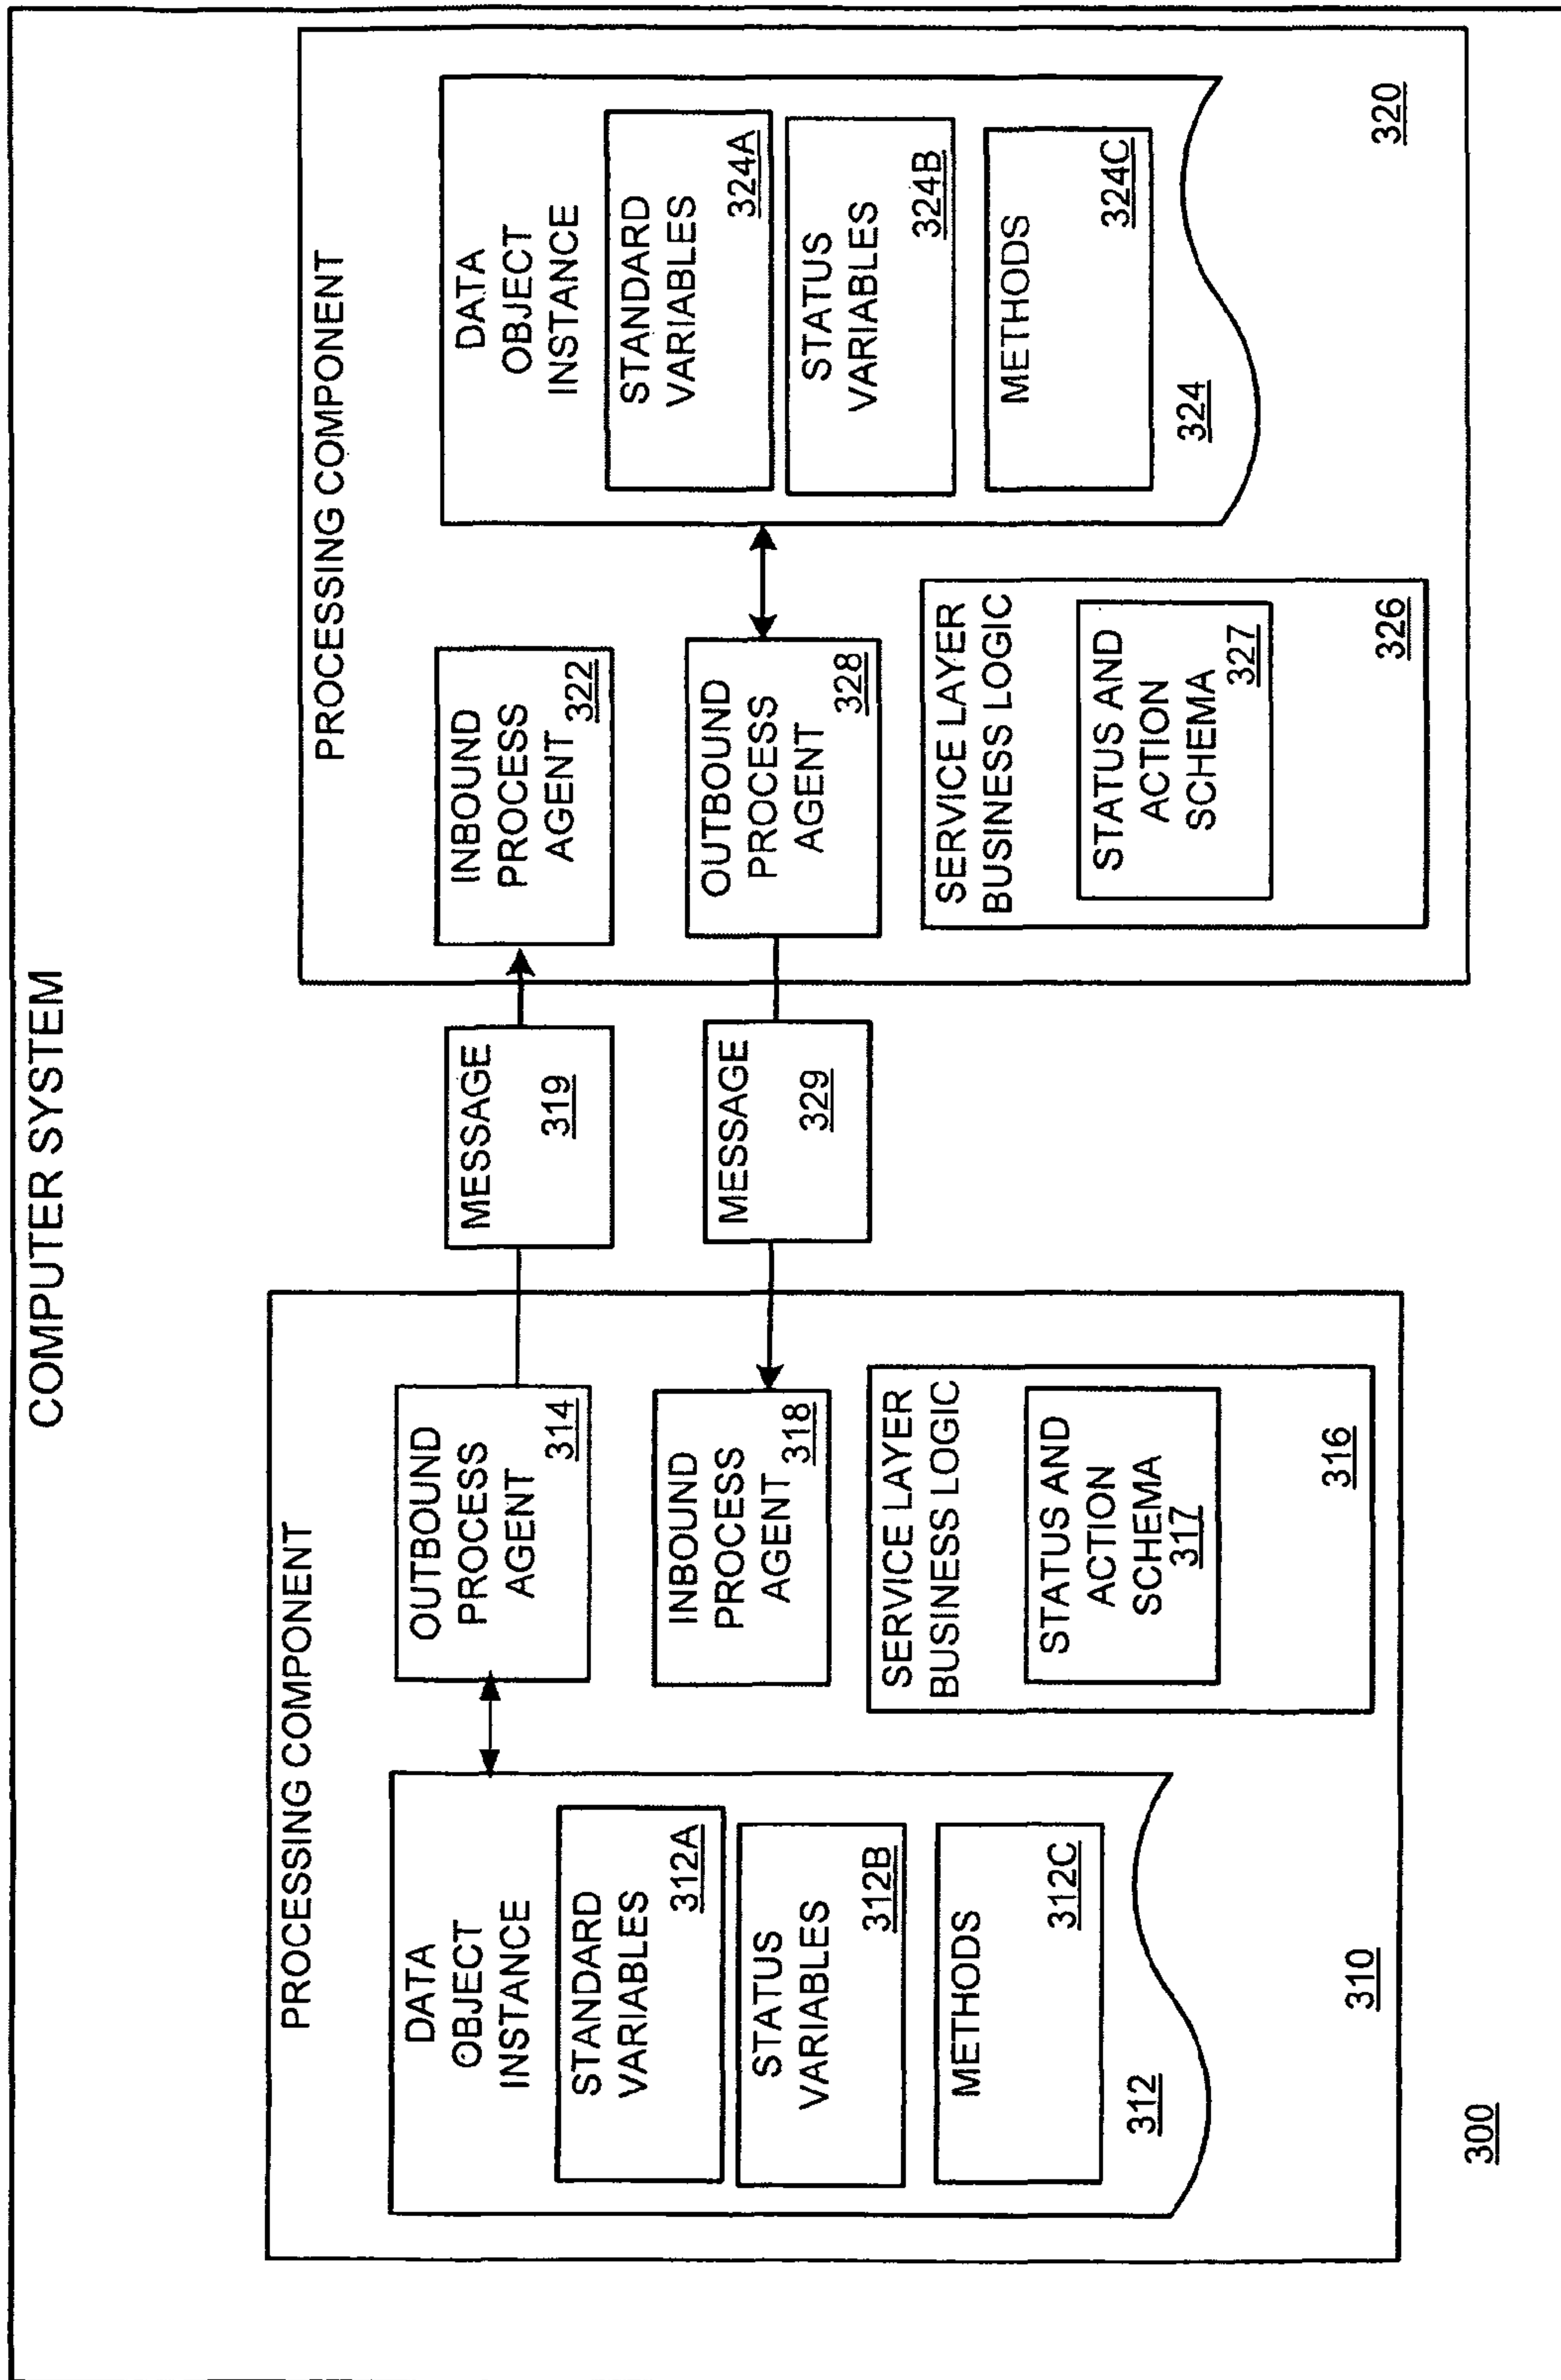 COMPUTER SYSTEM
PROCESSING COMPONENT
DATA
OBJECT
INSTANCE
STANDARD
VARIABLES
312A
STATUS
VARIABLES
312B
METHODS
312C
312
OUTBOUND
PROCESS
AGENT
314
INBOUND
PROCESS
AGENT
318
SERVICE LAYER
BUSINESS LOGIC
STATUS AND
ACTION
SCHEMA
317
316
310
MESSAGE
319
MESSAGE
329
PROCESSING COMPONENT
INBOUND
PROCESS
AGENT
322
OUTBOUND
PROCESS
AGENT
328
SERVICE LAYER
BUSINESS LOGIC
STATUS AND
ACTION
SCHEMA
327
326
DATA
OBJECT
INSTANCE
STANDARD
VARIABLES
324A
STATUS
VARIABLES
324B
METHODS
324C
324
320
300